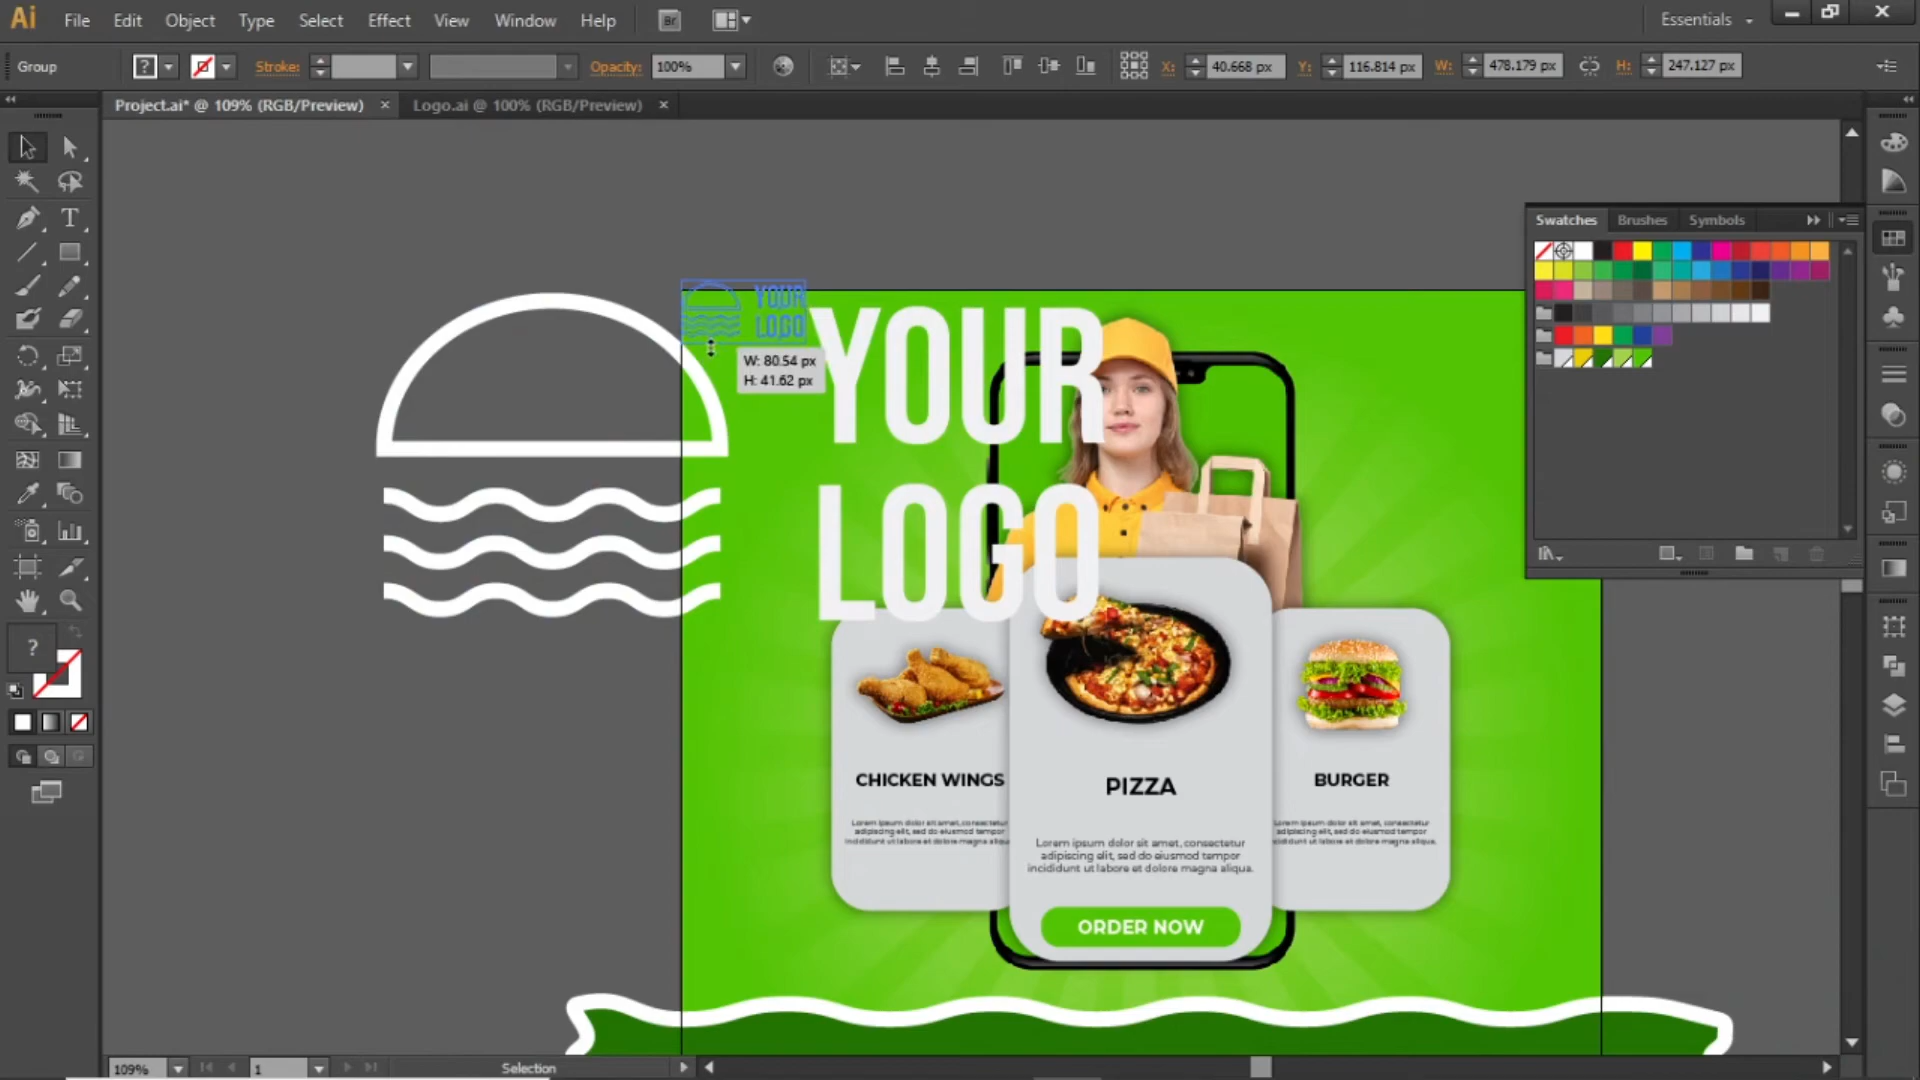 Ai File Edit Object Type Select Effect View Window Help Br Essentials
Group ? Stroke: Opacity: 100% X: 40.668 px Y: 116.814 px W: 478.179 px H: 247.127 px
Project.ai* @ 109% (RGB/Preview) × Logo.ai @ 100% (RGB/Preview) ×
Swatches Brushes Symbols
YOUR
LOGO
W: 80.54 px
H: 41.62 px
YOUR
LOGO
?
CHICKEN WINGS
Lorem ipsum dolor sit amet, consectetur
adipiscing elit, sed do eiusmod tempor
incididunt ut labore et dolore magna aliqua.
PIZZA
Lorem ipsum dolor sit amet, consectetur
adipiscing elit, sed do eiusmod tempor
incididunt ut labore et dolore magna aliqua.
ORDER NOW
BURGER
Lorem ipsum dolor sit amet, consectetur
adipiscing elit, sed do eiusmod tempor
incididunt ut labore et dolore magna aliqua.
109% 1 Selection